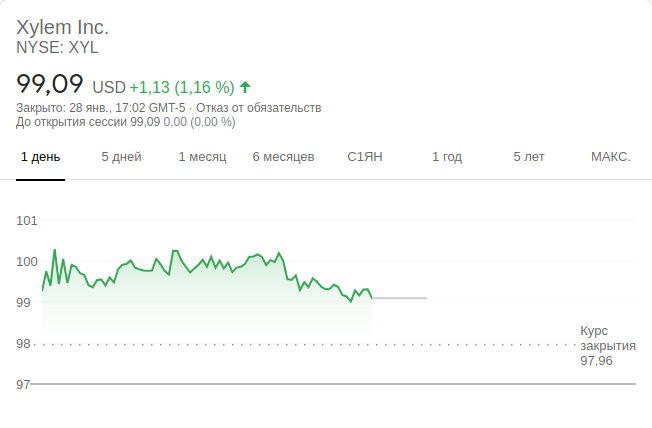 Xylem Inc.
NYSE: XYL
99,09 USD +1,13 (1,16 %)
Закрыто: 28 янв., 17:02 GMT-5 · Отказ от обязательств
До открытия сессии 99,09 0,00 (0,00 %)
1 день 5 дней 1 месяц 6 месяцев С1ЯН 1 год 5 лет МАКС.
101
100
99
98
97
Курс
закрытия
97,96